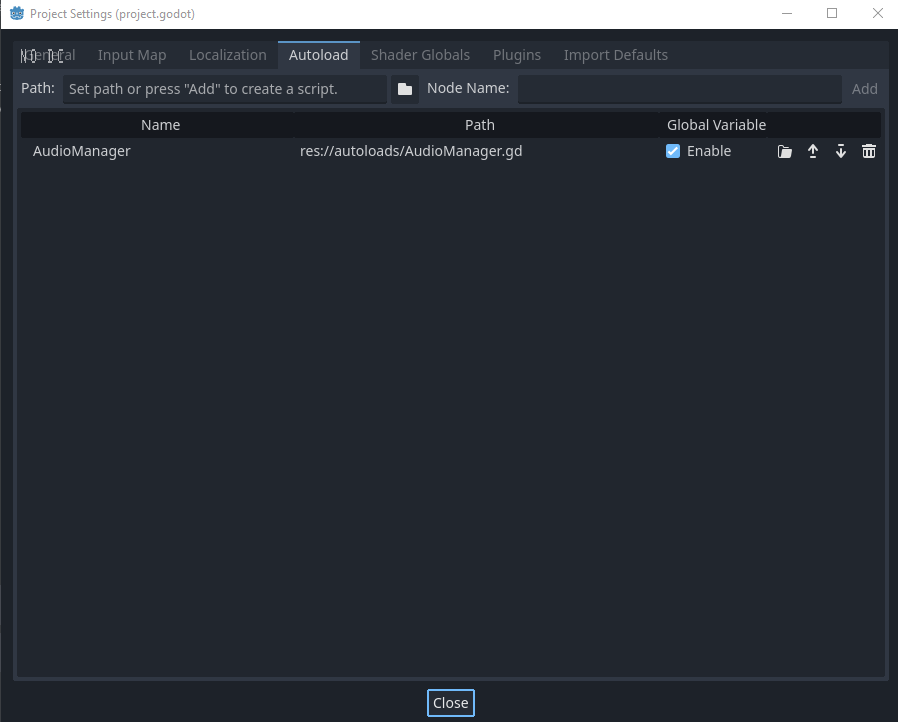 Project Settings (project.godot)
General Input Map Localization Autoload Shader Globals Plugins Import Defaults
Path: Set path or press "Add" to create a script. Node Name: Add
Name Path Global Variable
AudioManager res://autoloads/AudioManager.gd Enable
Close